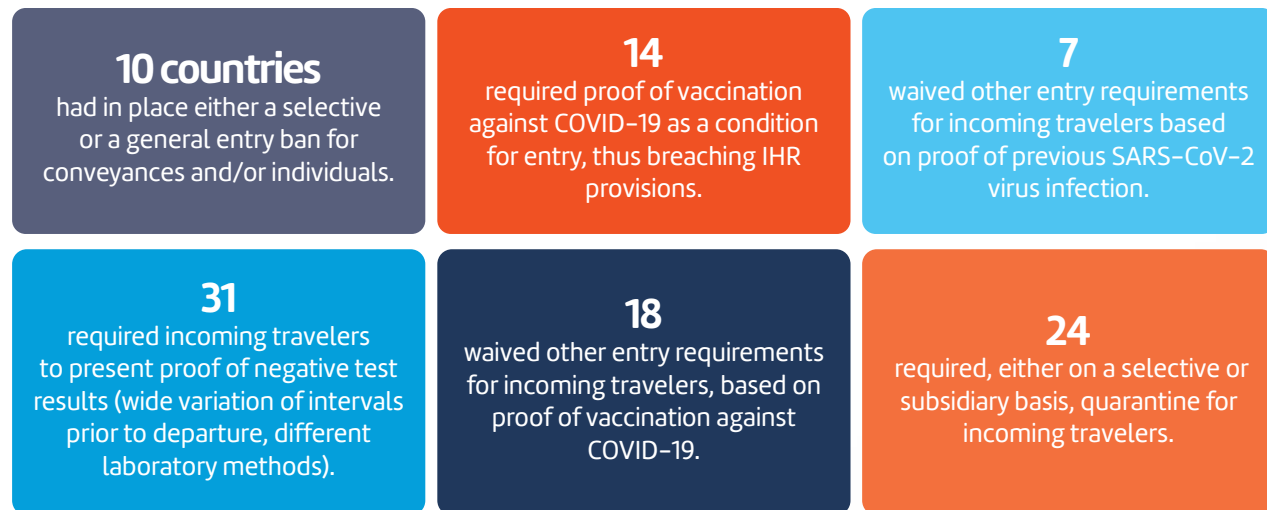 10 countries
had in place either a selective
or a general entry ban for
conveyances and/or individuals.
14
required proof of vaccination
against COVID-19 as a condition
for entry, thus breaching IHR
provisions.
7
waived other entry requirements
for incoming travelers based
on proof of previous SARS-CoV-2
virus infection.
31
required incoming travelers
to present proof of negative test
results (wide variation of intervals
prior to departure, different
laboratory methods).
18
waived other entry requirements
for incoming travelers, based on
proof of vaccination against
COVID-19.
24
required, either on a selective or
subsidiary basis, quarantine for
incoming travelers.